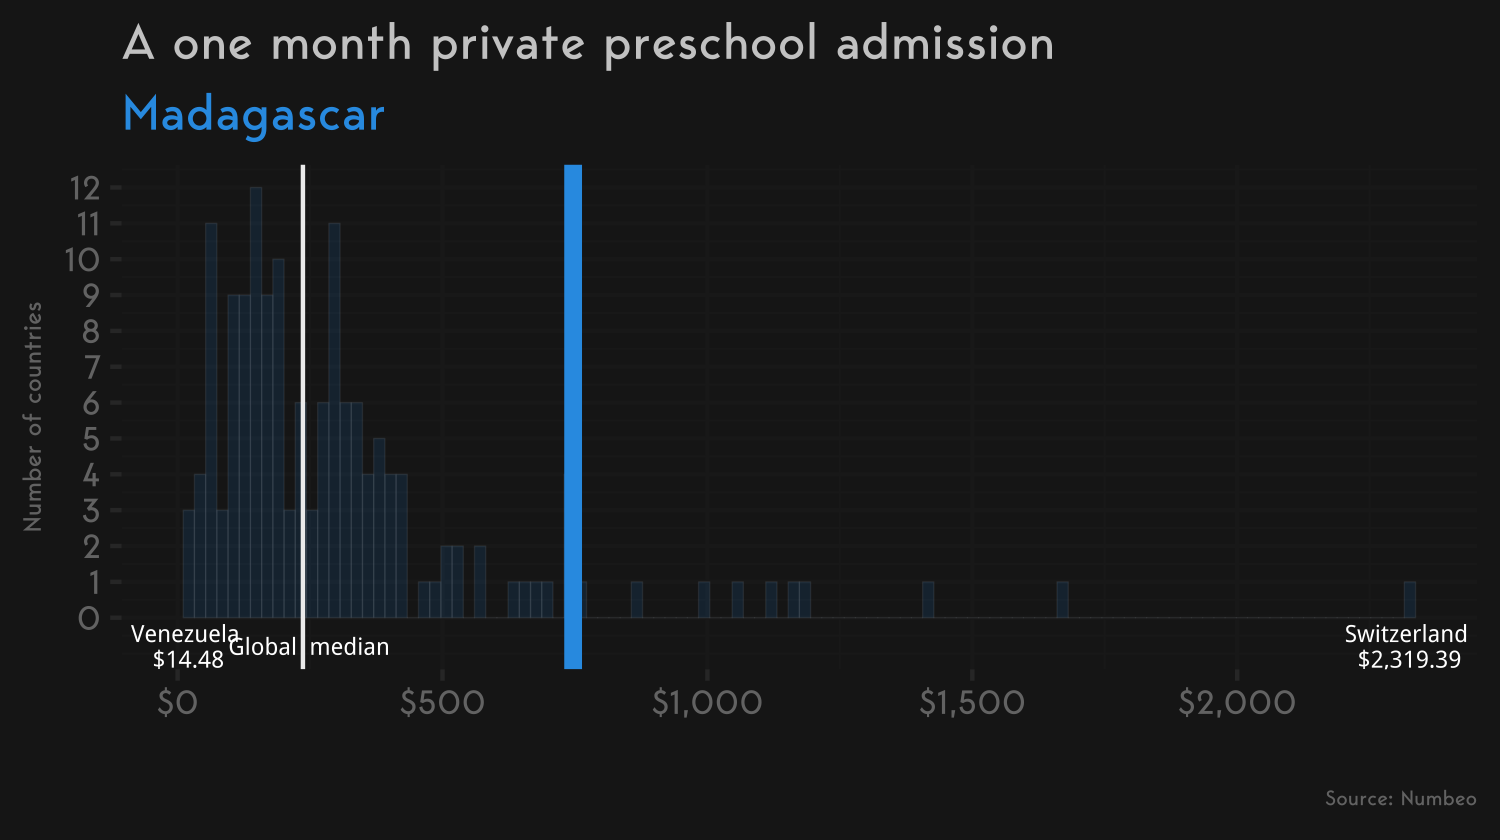 A one month private preschool admission
Madagascar
Number of countries
12
11
10
9
8
7
6
5
4
3
2
1
0
Venezuela
$14.48
Global median
Switzerland
$2,319.39
$0 $500 $1,000 $1,500 $2,000
Source: Numbeo